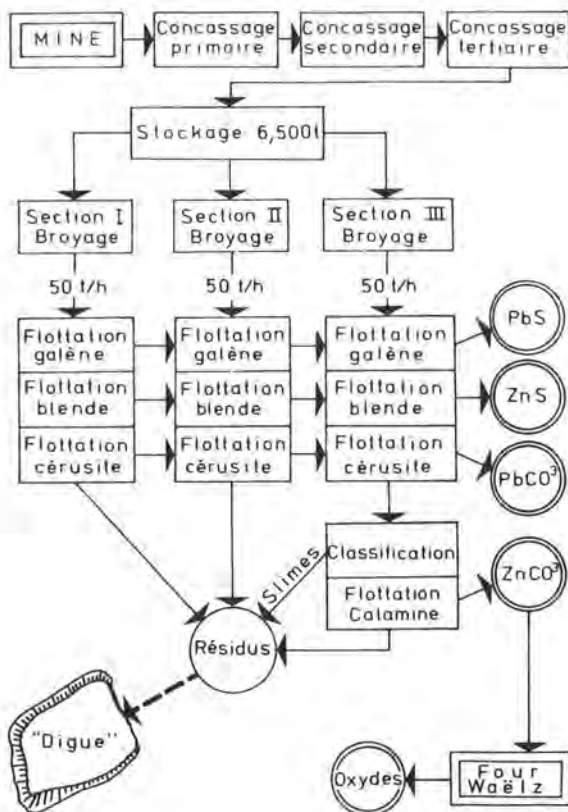 MINE
Concassage
primaire
Concassage
secondaire
Concassage
tertiaire
Stockage 6,500t
Section I
Broyage
Section II
Broyage
Section III
Broyage
50 t/h
50 t/h
50 t/h
Flottation
galène
Flottation
galène
Flottation
galène
PbS
Flottation
blende
Flottation
blende
Flottation
blende
ZnS
Flottation
cérusite
Flottation
cérusite
Flottation
cérusite
PbCO³
Slimes
Classification
Flottation
Calamine
ZnCO³
Résidus
"Digue"
Oxydes
Four
Waëlz